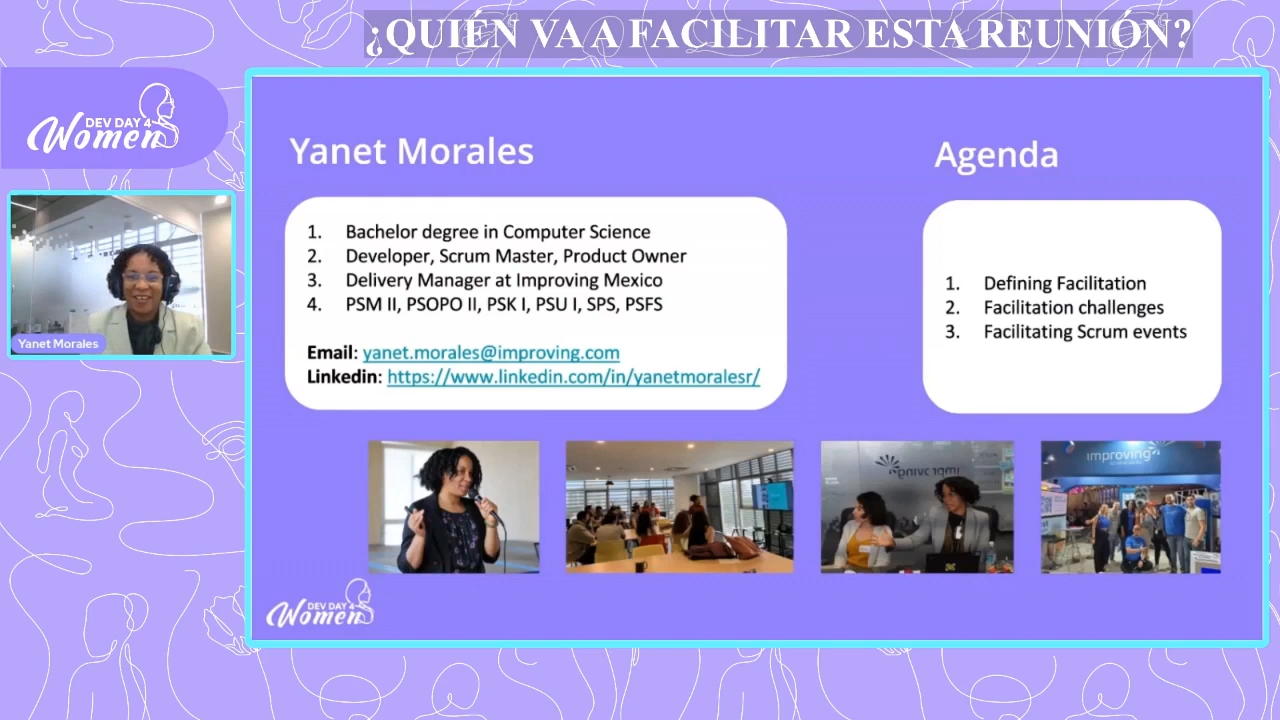 ¿QUIÉN VA A FACILITAR ESTA REUNIÓN?
DEV DAY 4
Women
Yanet Morales
Yanet Morales
1. Bachelor degree in Computer Science
2. Developer, Scrum Master, Product Owner
3. Delivery Manager at Improving Mexico
4. PSM II, PSOPO II, PSK I, PSU I, SPS, PSFS
Email: yanet.morales@improving.com
Linkedin: https://www.linkedin.com/in/yanetmoralesr/
Agenda
1. Defining Facilitation
2. Facilitation challenges
3. Facilitating Scrum events
improving
improving
DEV DAY 4
Women